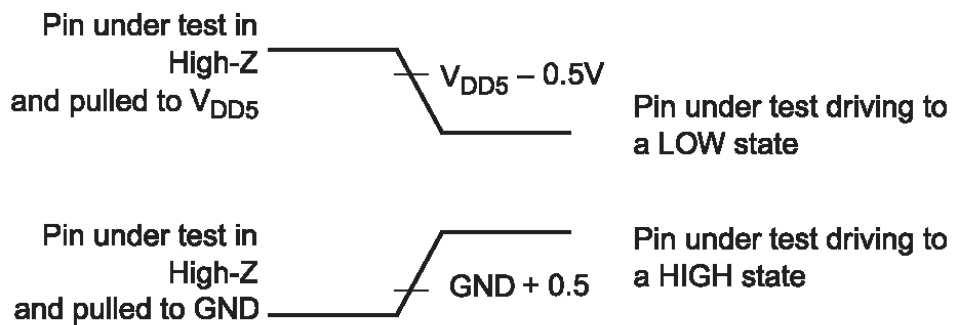 Pin under test in
High-Z
and pulled to VDD5
VDD5 – 0.5V
Pin under test driving to
a LOW state
Pin under test in
High-Z
and pulled to GND
GND + 0.5
Pin under test driving to
a HIGH state